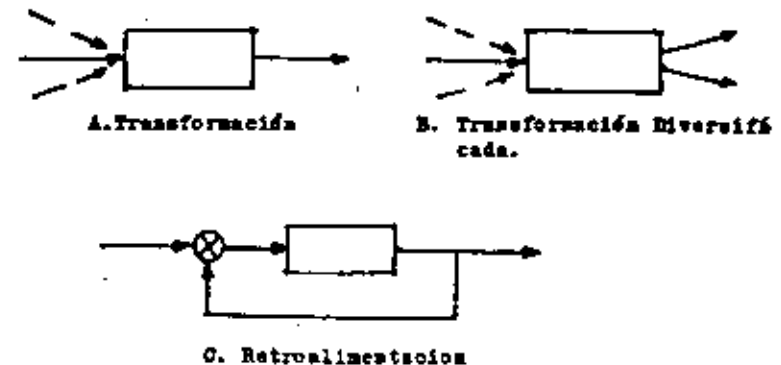 A.Transformación
B. Transformación Diversifi
cada.
C. Retroalimentacion